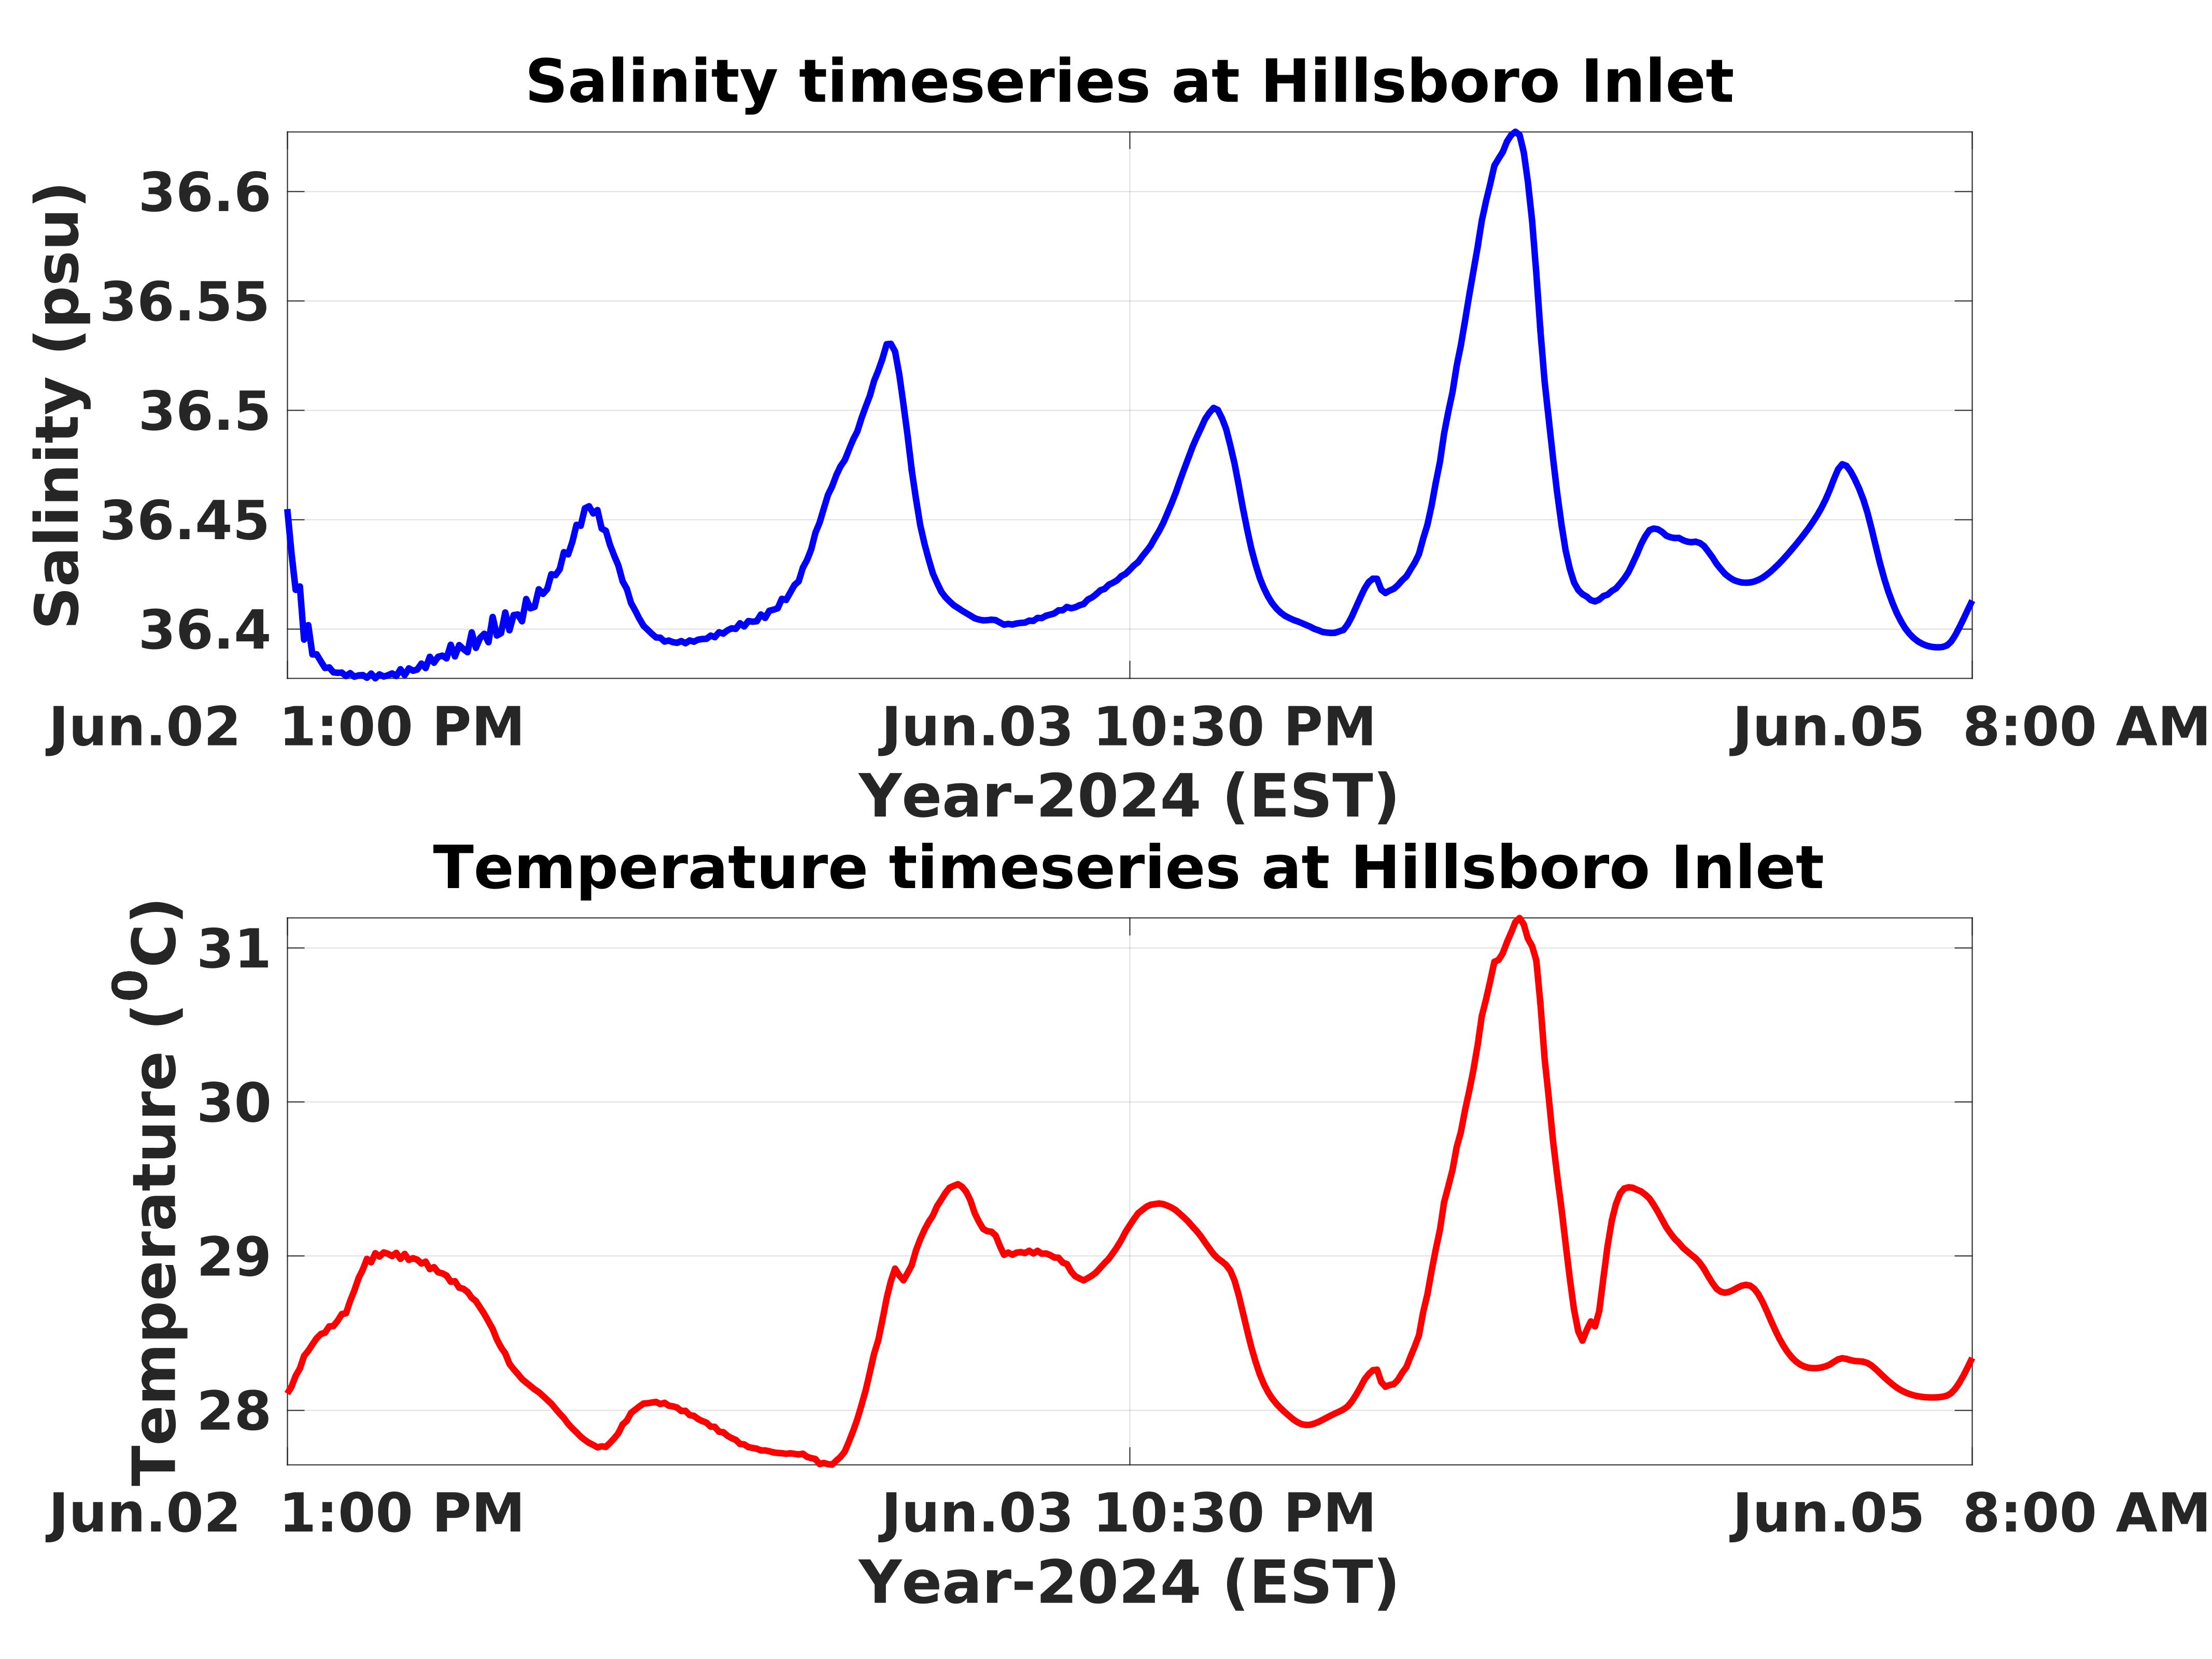 Salinity timeseries at Hillsboro Inlet
Salinity (psu)
36.6
36.55
36.5
36.45
36.4
Jun.02 1:00 PM Jun.03 10:30 PM Jun.05 8:00 AM
Year-2024 (EST)
Temperature timeseries at Hillsboro Inlet
Temperature (⁰C)
31
30
29
28
Jun.02 1:00 PM Jun.03 10:30 PM Jun.05 8:00 AM
Year-2024 (EST)